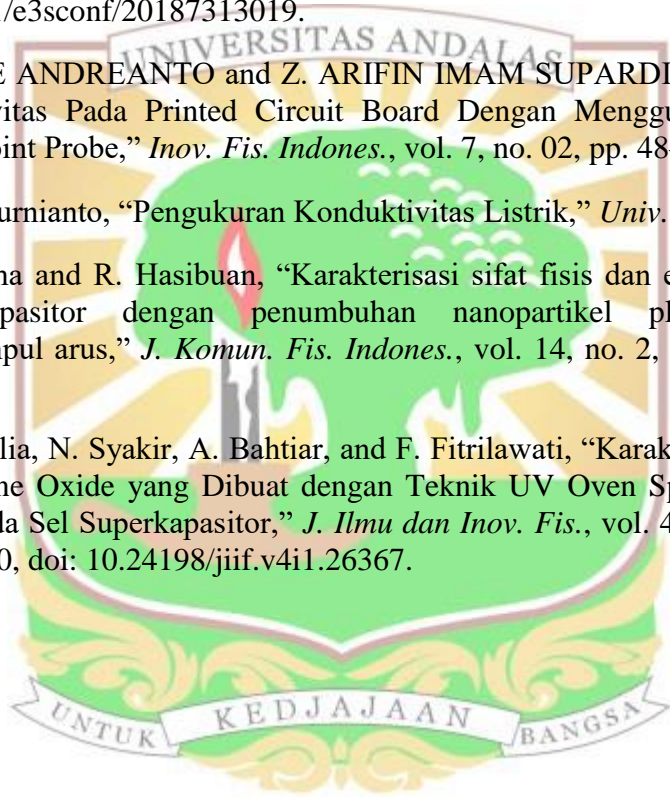 1/e3sconf/20187313019.
UNIVERSITAS ANDALAS
E ANDREANTO and Z. ARIFIN IMAM SUPARDI
vitas Pada Printed Circuit Board Dengan Menggu
oint Probe,” Inov. Fis. Indones., vol. 7, no. 02, pp. 48
urnianto, “Pengukuran Konduktivitas Listrik,” Univ.
na and R. Hasibuan, “Karakterisasi sifat fisis dan e
pasitor dengan penumbuhan nanopartikel pl
mpul arus,” J. Komun. Fis. Indones., vol. 14, no. 2,
lia, N. Syakir, A. Bahtiar, and F. Fitrilawati, “Karak
ne Oxide yang Dibuat dengan Teknik UV Oven Sp
da Sel Superkapasitor,” J. Ilmu dan Inov. Fis., vol. 4
0, doi: 10.24198/jiif.v4i1.26367.
UNTUK KEDJAJAAN BANGSA